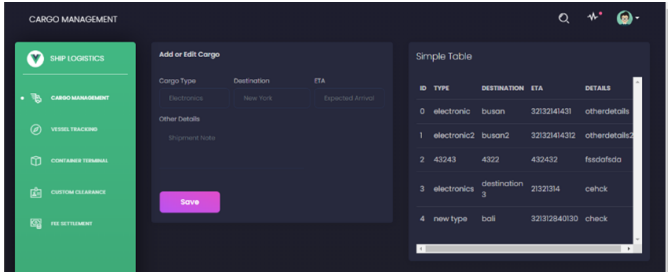 CARGO MANAGEMENT
SHIP LOGISTICS
CARGO MANAGEMENT
VESSEL TRACKING
CONTAINER TERMINAL
CUSTOM CLEARANCE
FEE SETTLEMENT
Add or Edit Cargo
Cargo Type Destination ETA
Electronics New York Expected Arrival
Other Details
Shipment Note
Save
Simple Table
ID TYPE DESTINATION ETA DETAILS
0 electronic busan 32132141431 otherdetails
1 electronic2 busan2 321321414312 otherdetails2
2 43243 4322 432432 fssdafsda
3 electronics destination 3 21321314 cehck
4 new type bali 321312840130 check